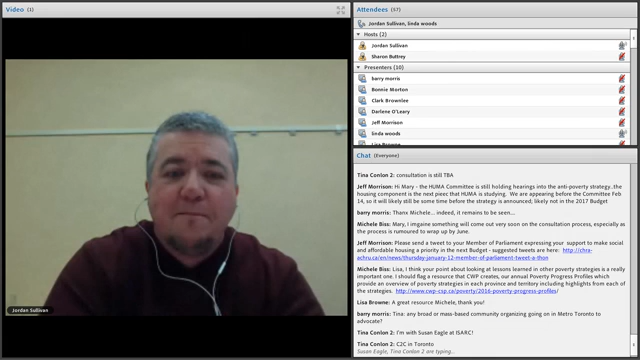 Video (1)
Jordan Sullivan
Attendees (57)
Jordan Sullivan, linda woods
Hosts (2)
Jordan Sullivan
Sharon Buttrey
Presenters (10)
barry morris
Bonnie Morton
Clark Brownlee
Darlene O'Leary
Jeff Morrison
linda woods
Lisa Browne
Chat (Everyone)
Tina Conlon 2: consultation is still TBA
Jeff Morrison: Hi Mary - the HUMA Committee is still holding hearings into the anti-poverty strategy..the
housing component is the next piecr that HUMA is studying. We are appearing before the Committee Feb
14, so it will likely still be some time before the strategy is announced; likely not in the 2017 Budget
barry morris: Thanx Michele... indeed, it remains to be seen...
Michele Biss: Mary, I imgaine something will come out very soon on the consultation process, especially as
the process is rumoured to wrap up by June.
Jeff Morrison: Please send a tweet to your Member of Parliament expressing your support to make social
and affordable housing a priority in the next Budget - suggested tweets are here: http://chra-
achru.ca/en/news/thursday-january-12-member-of-parliament-tweet-a-thon
Michele Biss: Lisa, I think your point about looking at lessons learned in other poverty strategies is a really
important one. I should flag a resource that CWP creates, our annual Poverty Progress Profiles which
provide an overview of poverty strategies in each province and territory including highlights from each of
the strategies. http://www.cwp-csp.ca/poverty/2016-poverty-progress-profiles/
Lisa Browne: A great resource Michele, thank you!
barry morris: Tina: any broad or mass-based community organizing going on in Metro Toronto to
advocate?
Tina Conlon 2: I'm with Susan Eagle at ISARC!
Tina Conlon 2: C2C in Toronto
Susan Eagle, Tina Conlon 2 are typing...